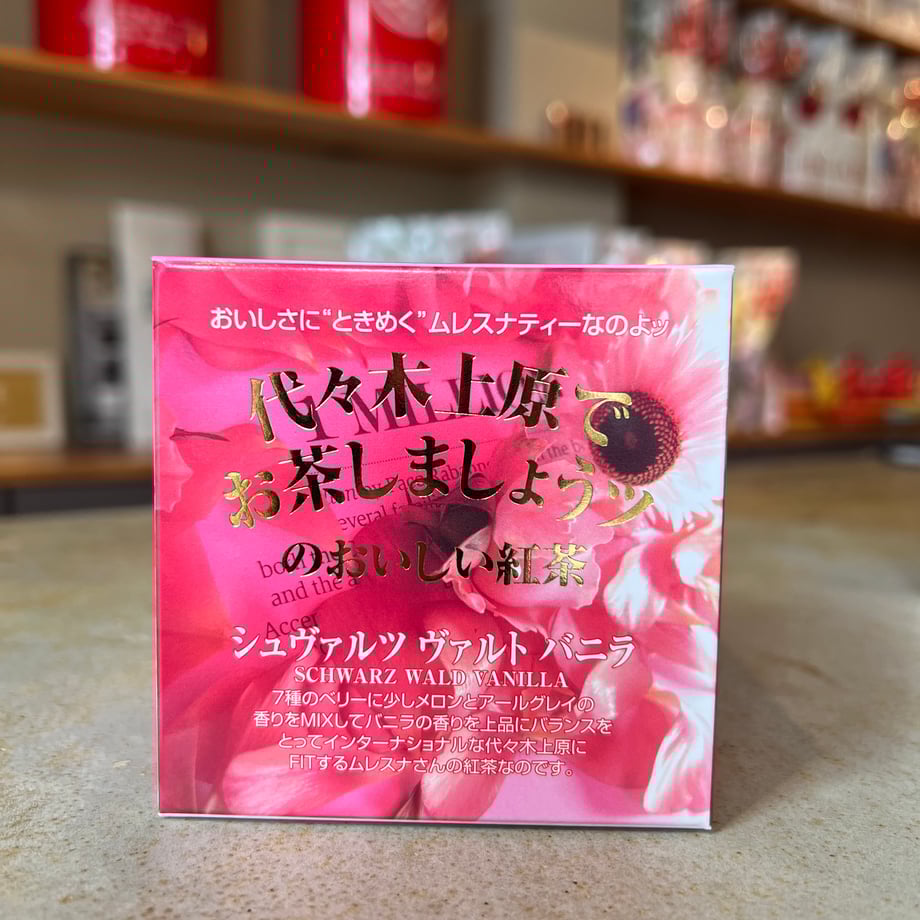 おいしさに“ときめく”ムレスナティーなのよッ
代々木上原で
お茶しましょうッ
のおいしい紅茶
シュヴァルツ ヴァルト バニラ
SCHWARZ WALD VANILLA
7種のベリーに少しメロンとアールグレイの
香りをMIXしてバニラの香りを上品にバランスを
とってインターナショナルな代々木上原に
FITするムレスナさんの紅茶なのです。
and the
Accer